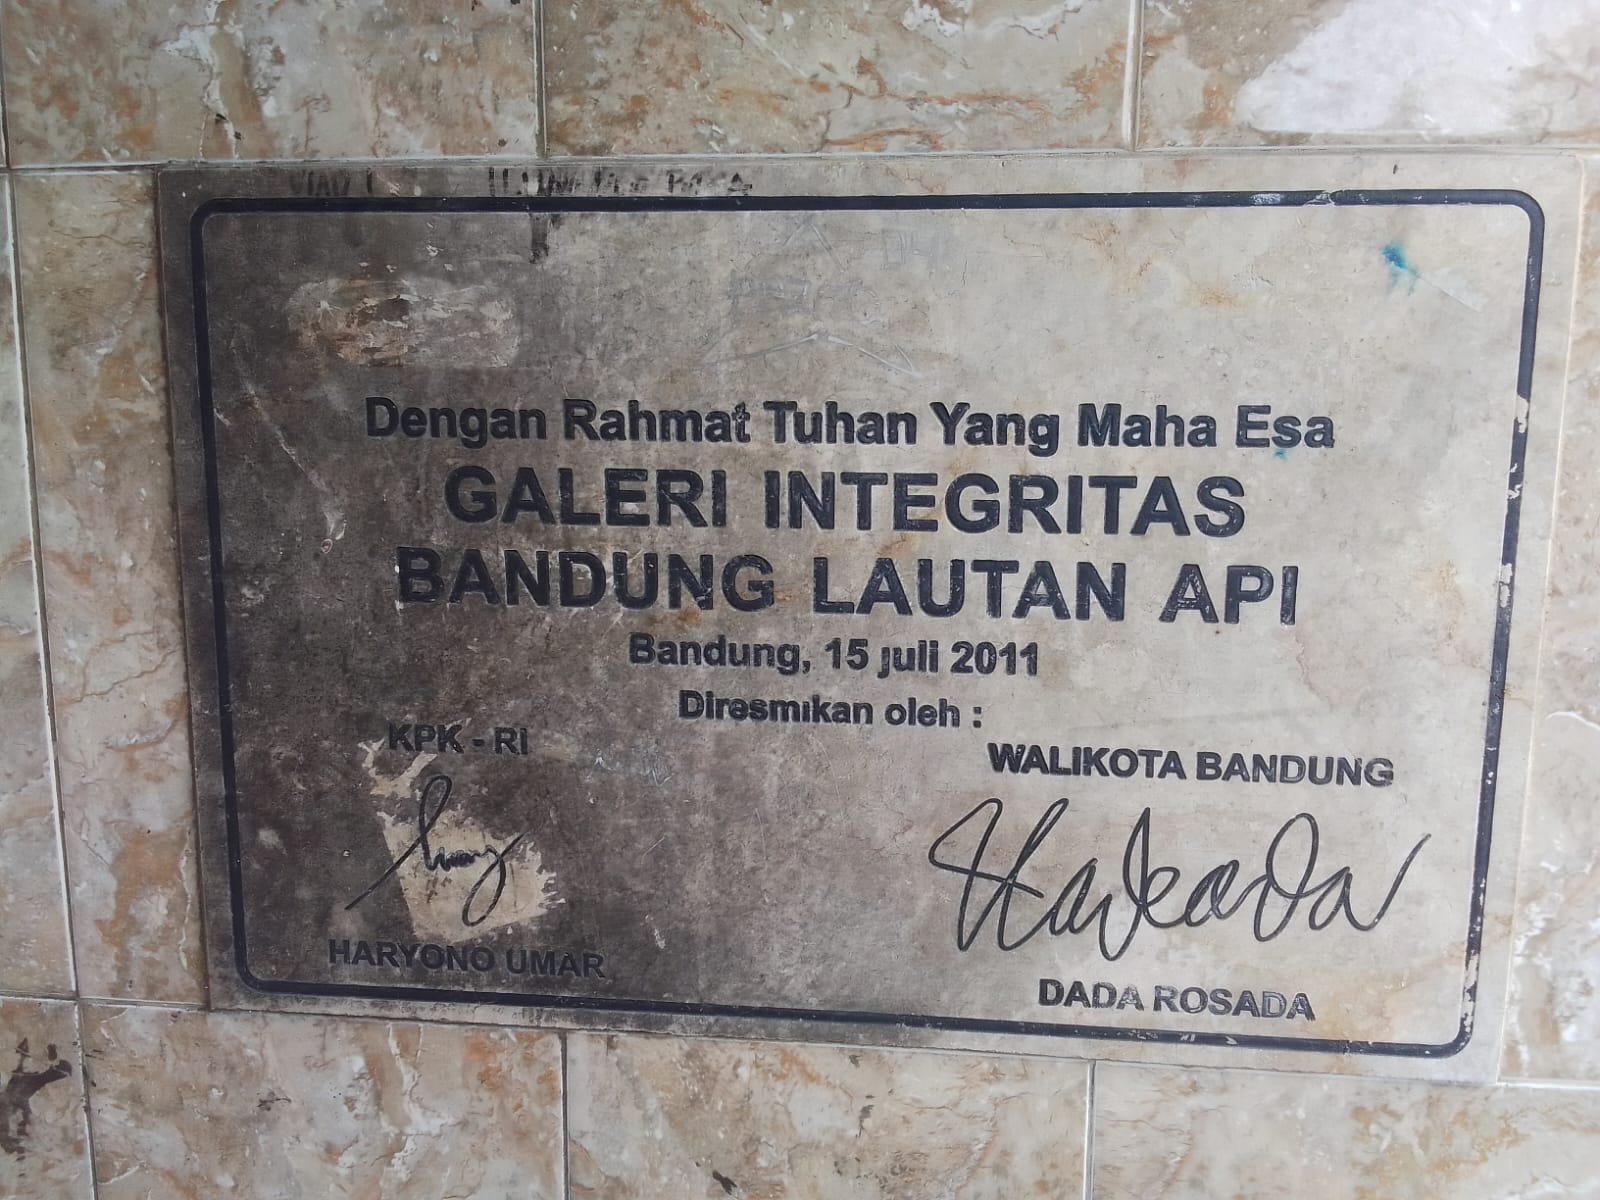 Dengan Rahmat Tuhan Yang Maha Esa
GALERI INTEGRITAS
BANDUNG LAUTAN API
Bandung, 15 juli 2011
Diresmikan oleh :
KPK - RI
WALIKOTA BANDUNG
HARYONO UMAR
DADA ROSADA